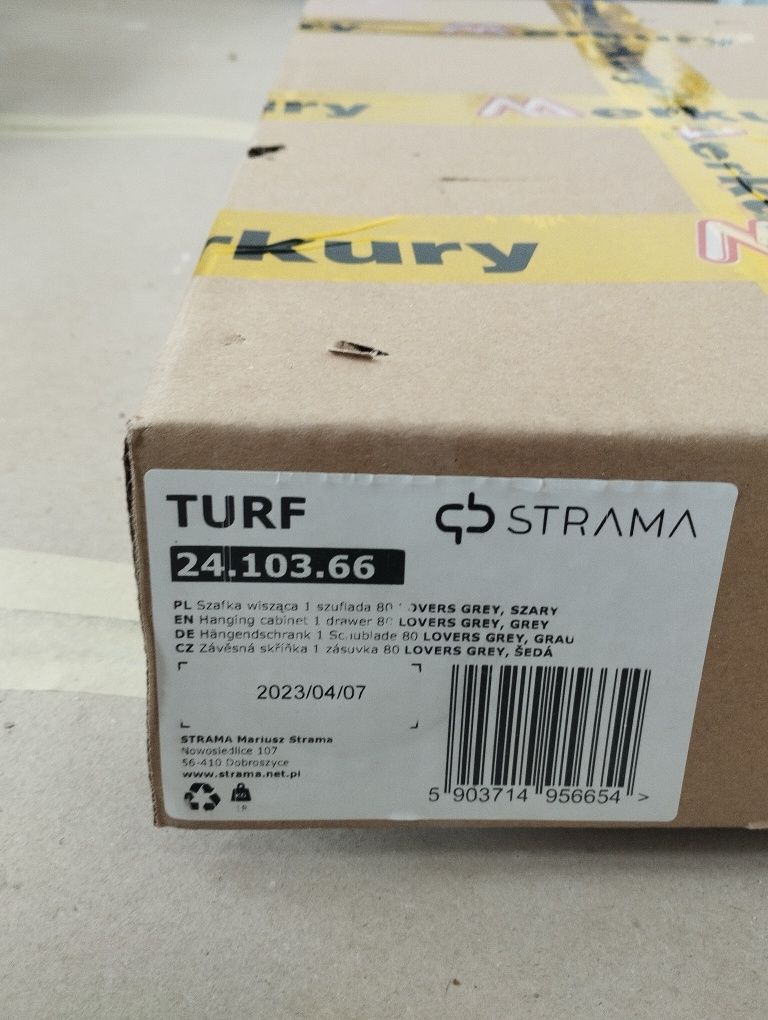 rkury
Merku
rkury
TURF
STRAMA
24.103.66
PL Szafka wisząca 1 szuflada 80 LOVERS GREY, SZARY
EN Hanging cabinet 1 drawer 80 LOVERS GREY, GREY
DE Hängendschrank 1 Schublade 80 LOVERS GREY, GRAU
CZ Závěsná skříňka 1 zásuvka 80 LOVERS GREY, ŠEDÁ
2023/04/07
STRAMA Mariusz Strama
Nowosiedlice 107
56-410 Dobroszyce
www.strama.net.pl
KG
5 903714 956654 >